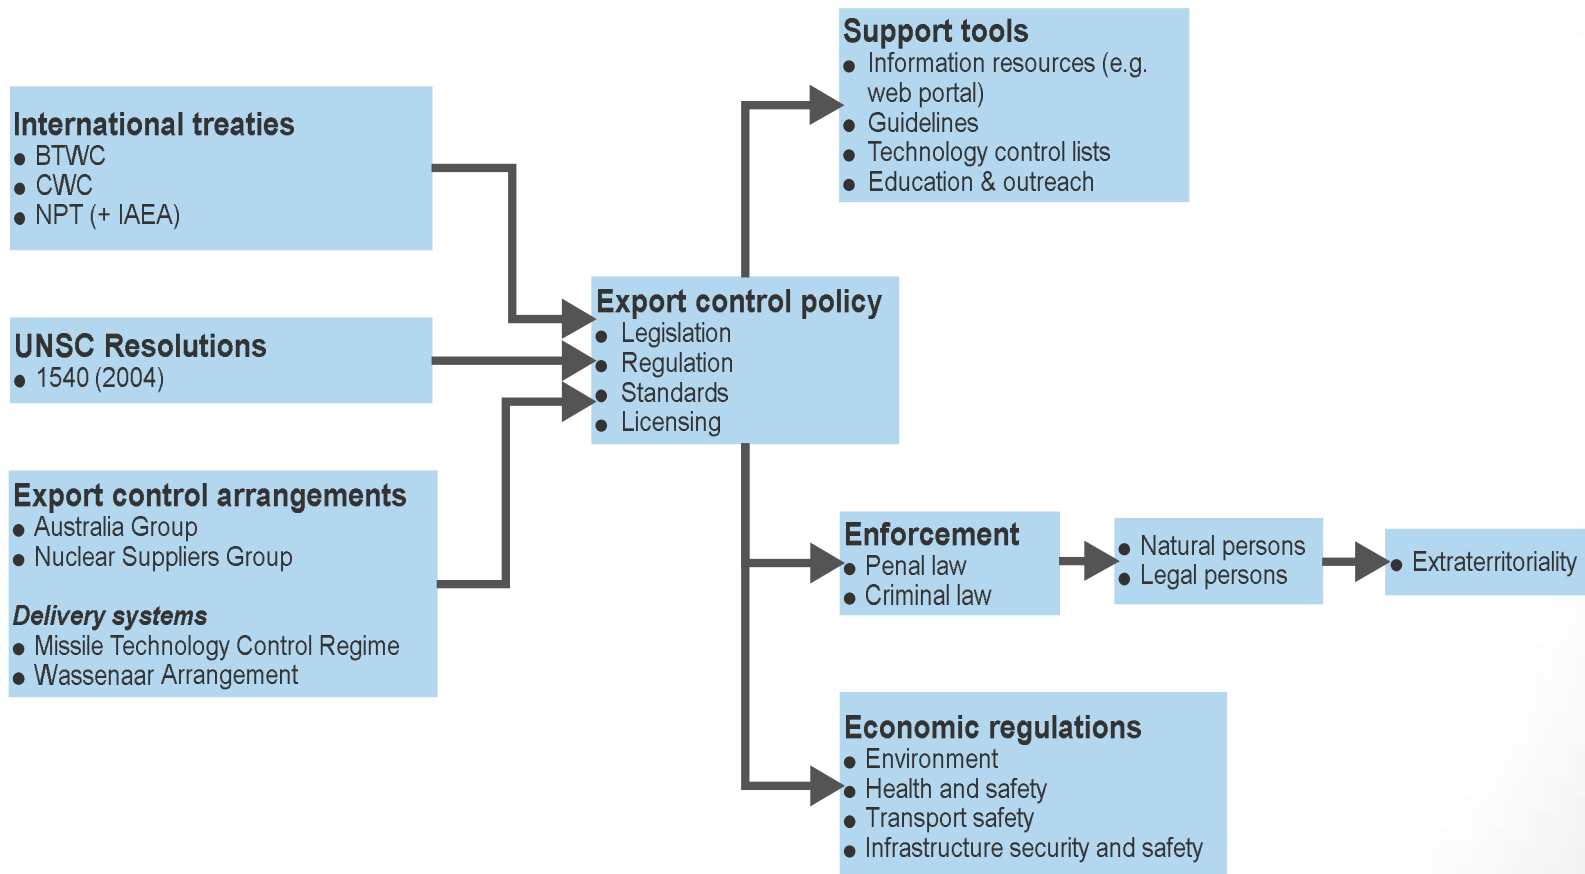 International treaties
● BTWC
● CWC
● NPT (+ IAEA)
UNSC Resolutions
● 1540 (2004)
Export control arrangements
● Australia Group
● Nuclear Suppliers Group
Delivery systems
● Missile Technology Control Regime
● Wassenaar Arrangement
Export control policy
● Legislation
● Regulation
● Standards
● Licensing
Support tools
● Information resources (e.g.
web portal)
● Guidelines
● Technology control lists
● Education & outreach
Enforcement
● Penal law
● Criminal law
● Natural persons
● Legal persons
● Extraterritoriality
Economic regulations
● Environment
● Health and safety
● Transport safety
● Infrastructure security and safety